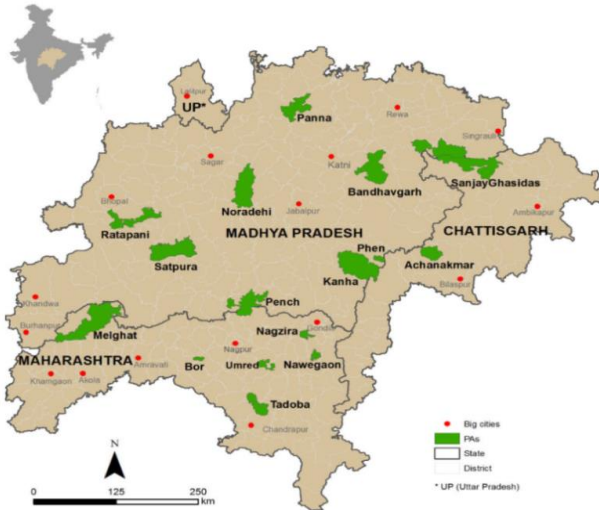 Lalitpur
UP*
Panna
Rewa
Singrauli
Sagar
Katni
Bandhavgarh
SanjayGhasidas
Bhopal
Noradehi
Jabalpur
Ambikapur
Ratapani
MADHYA PRADESH
CHATTISGARH
Satpura
Phen
Achanakmar
Kanha
Bilaspur
Khandwa
Pench
Burhanpur
Melghat
Nagzira
Gondia
Nagpur
MAHARASHTRA
Amravati
Bor
Umred
Nawegaon
Khamgaon
Akola
Tadoba
Chandrapur
N
0 125 250
km
Big cities
PAs
State
District
* UP (Uttar Pradesh)